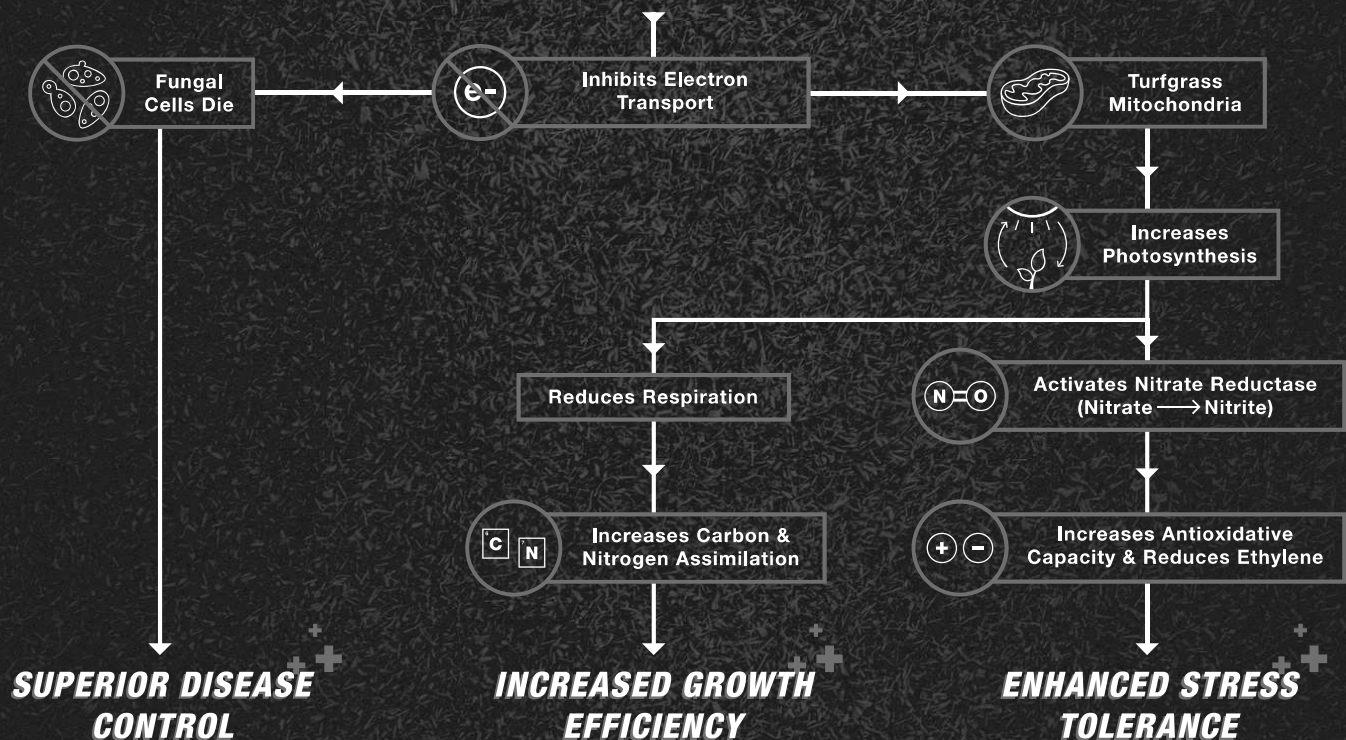 Fungal
Cells Die
e-
Inhibits Electron
Transport
Turfgrass
Mitochondria
Increases
Photosynthesis
Reduces Respiration
N=O
Activates Nitrate Reductase
(Nitrate ⟶ Nitrite)
C
N
Increases Carbon &
Nitrogen Assimilation
+ -
Increases Antioxidative
Capacity & Reduces Ethylene
SUPERIOR DISEASE
CONTROL
INCREASED GROWTH
EFFICIENCY
ENHANCED STRESS
TOLERANCE